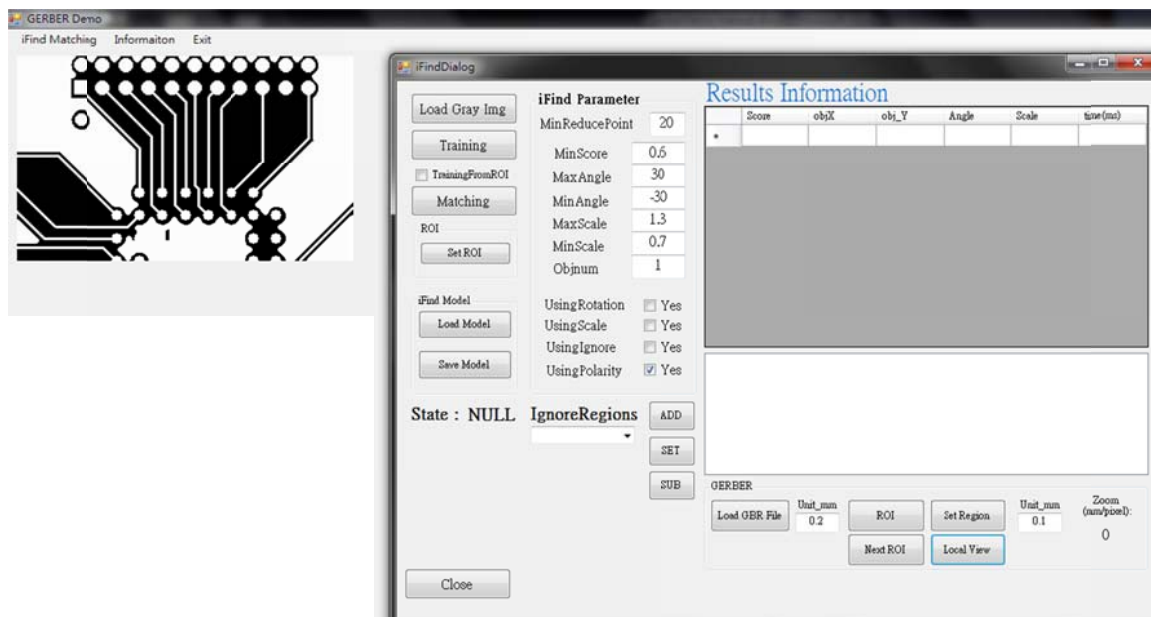 GERBER Demo
iFind Matching Informaiton Exit
iFindDialog
Load Gray Img
Training
TrainingFromROI
Matching
ROI
Set ROI
iFind Model
Load Model
Save Model
iFind Parameter
MinReducePoint 20
MinScore 0.6
MaxAngle 30
MinAngle -30
MaxScale 1.3
MinScale 0.7
Objnum 1
UsingRotation Yes
UsingScale Yes
UsingIgnore Yes
UsingPolarity Yes
State : NULL
IgnoreRegions
ADD
SET
SUB
Close
Results Information
Score objX obj_Y Angle Scale time(ms)
*
GERBER
Load GBR File
Unit_mm
0.2
ROI
Set Region
Unit_mm
0.1
Zoom
(mm/pixel):
0
Next ROI
Local View